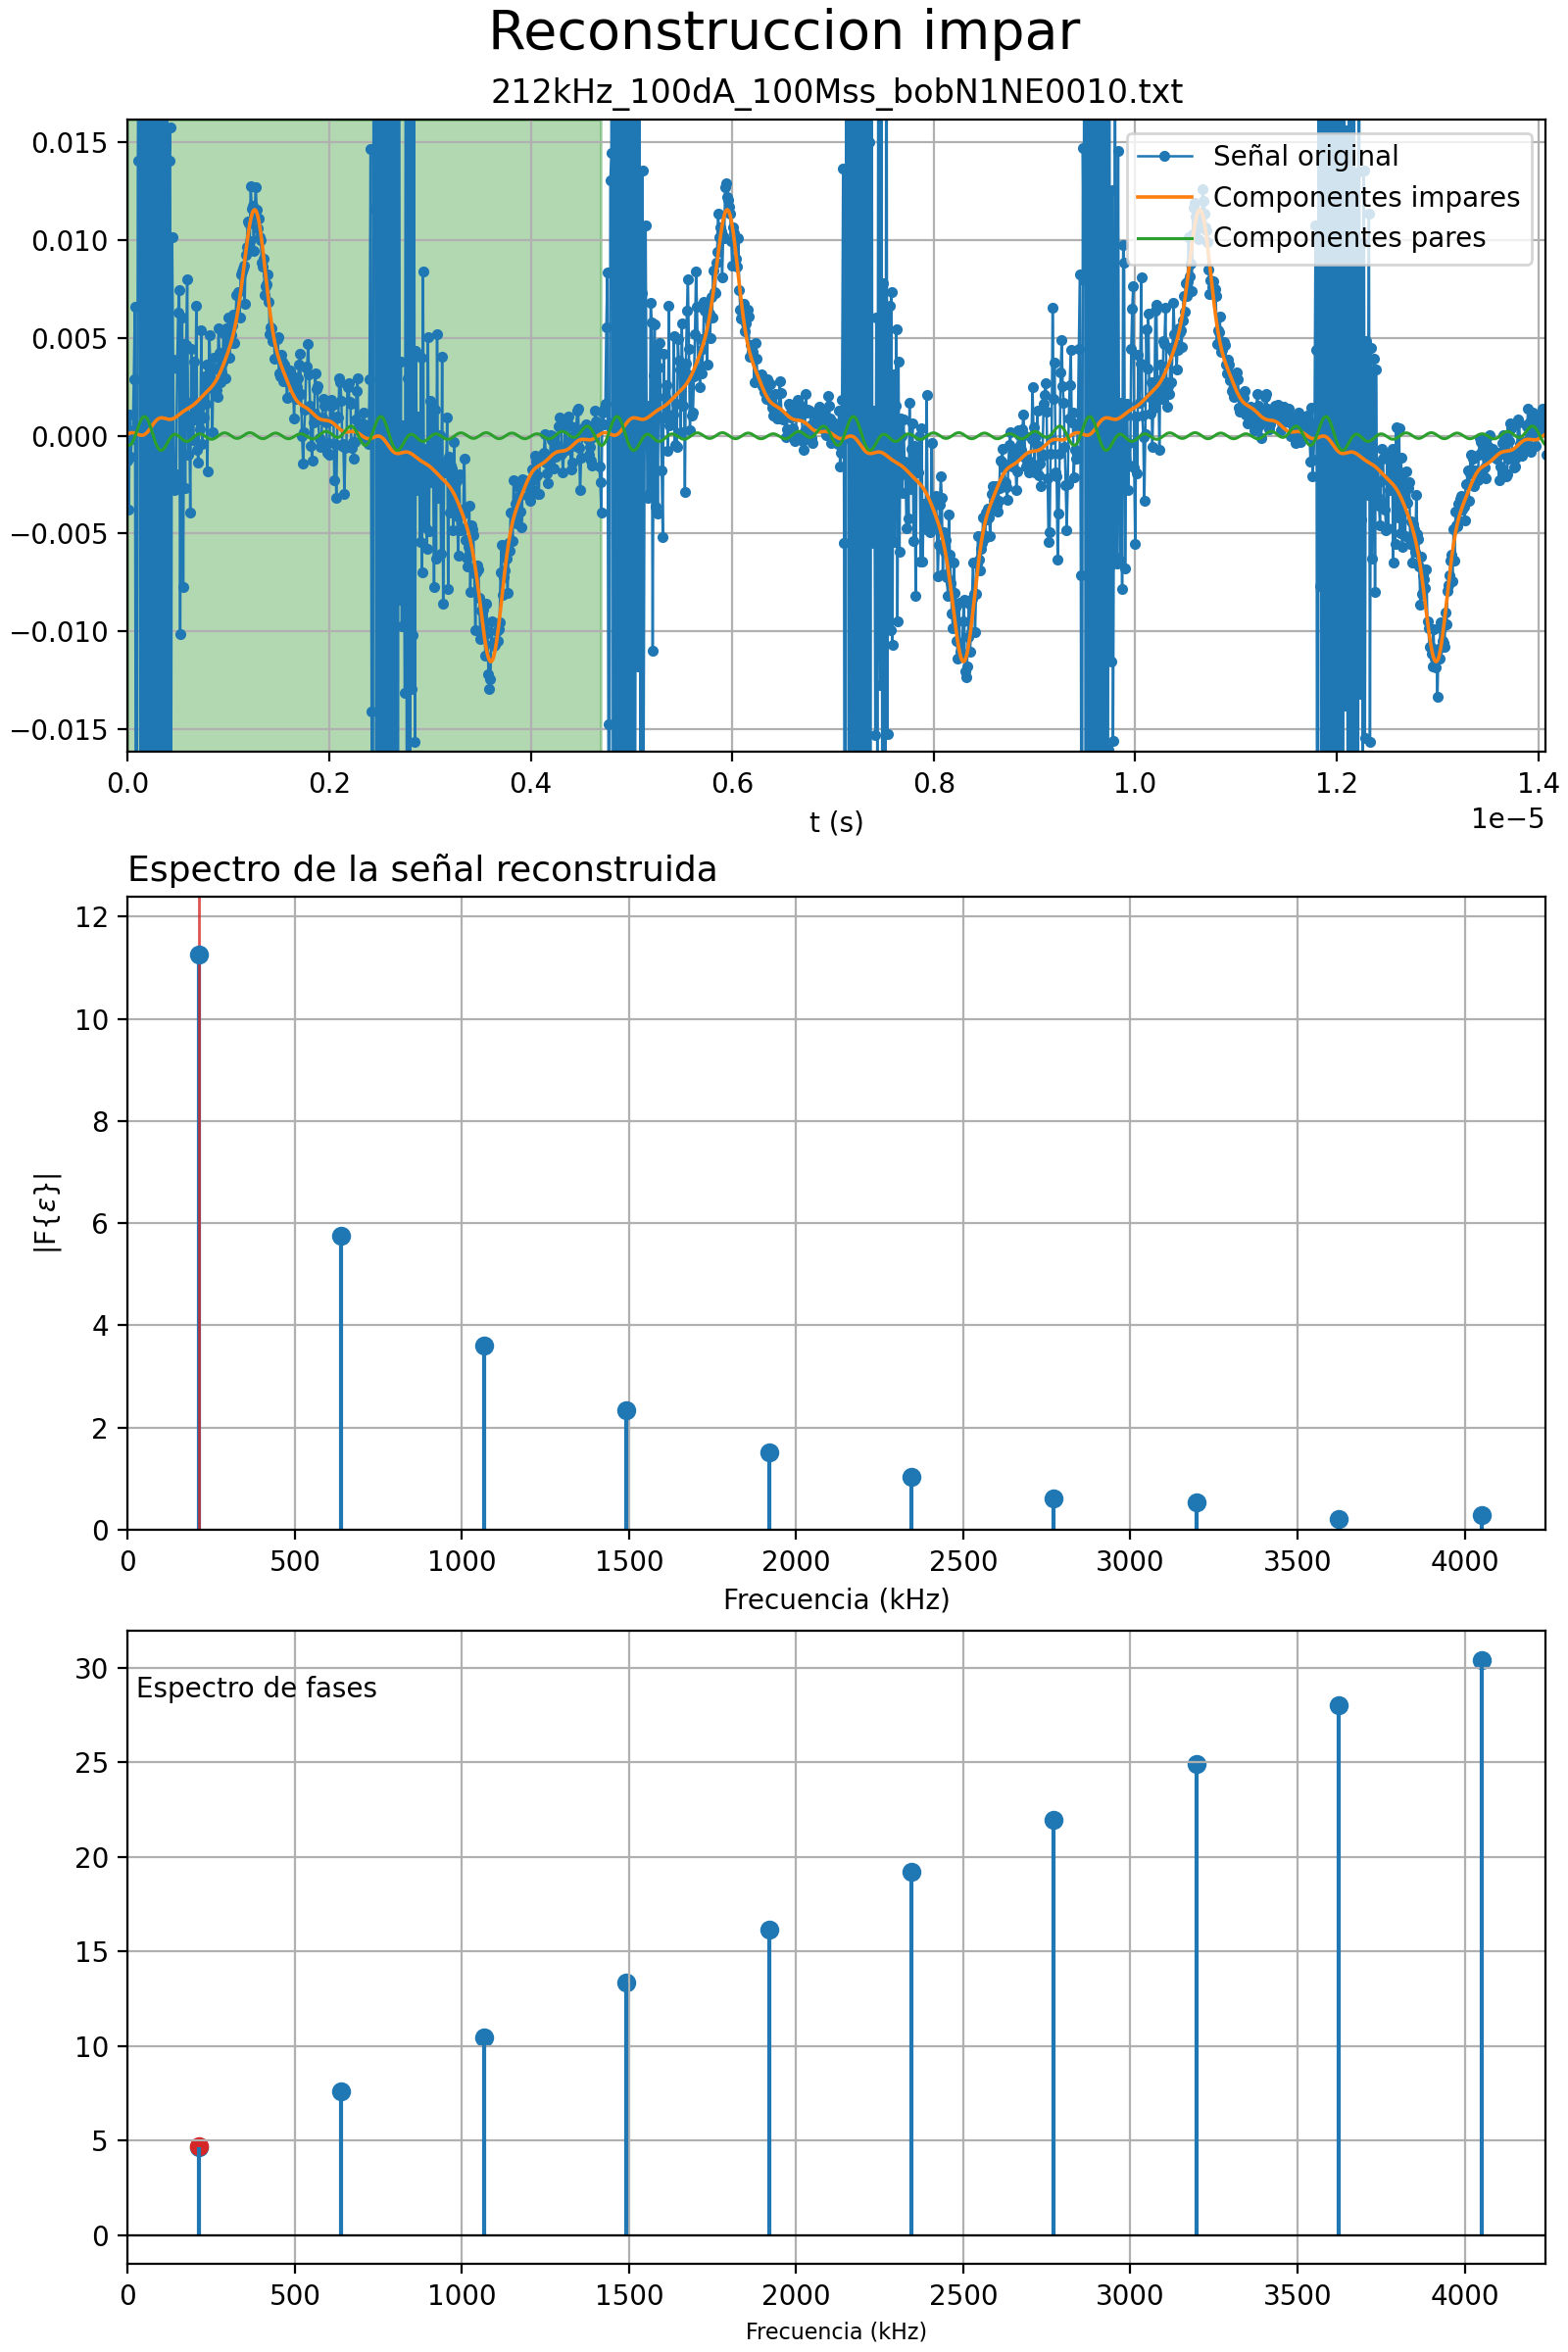 Reconstruccion impar
212kHz_100dA_100Mss_bobN1NE0010.txt
0.015
0.010
0.005
0.000
−0.005
−0.010
−0.015
Señal original
Componentes impares
Componentes pares
0.0 0.2 0.4 0.6 0.8 1.0 1.2 1.4
1e−5
t (s)
Espectro de la señal reconstruida
12
10
8
6
4
2
0
|F{ε}|
0 500 1000 1500 2000 2500 3000 3500 4000
Frecuencia (kHz)
Espectro de fases
30
25
20
15
10
5
0
0 500 1000 1500 2000 2500 3000 3500 4000
Frecuencia (kHz)